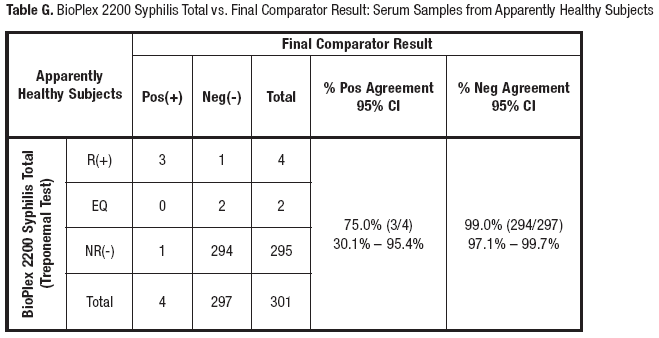 Table G. BioPlex 2200 Syphilis Total vs. Final Comparator Result: Serum Samples from Apparently Healthy Subjects
Apparently
Healthy Subjects
Final Comparator Result
Pos(+) Neg(-) Total
% Pos Agreement
95% CI
% Neg Agreement
95% CI
BioPlex 2200 Syphilis Total
(Treponemal Test)
R(+) 3 1 4
EQ 0 2 2
NR(-) 1 294 295
Total 4 297 301
75.0% (3/4)
30.1% – 95.4%
99.0% (294/297)
97.1% – 99.7%